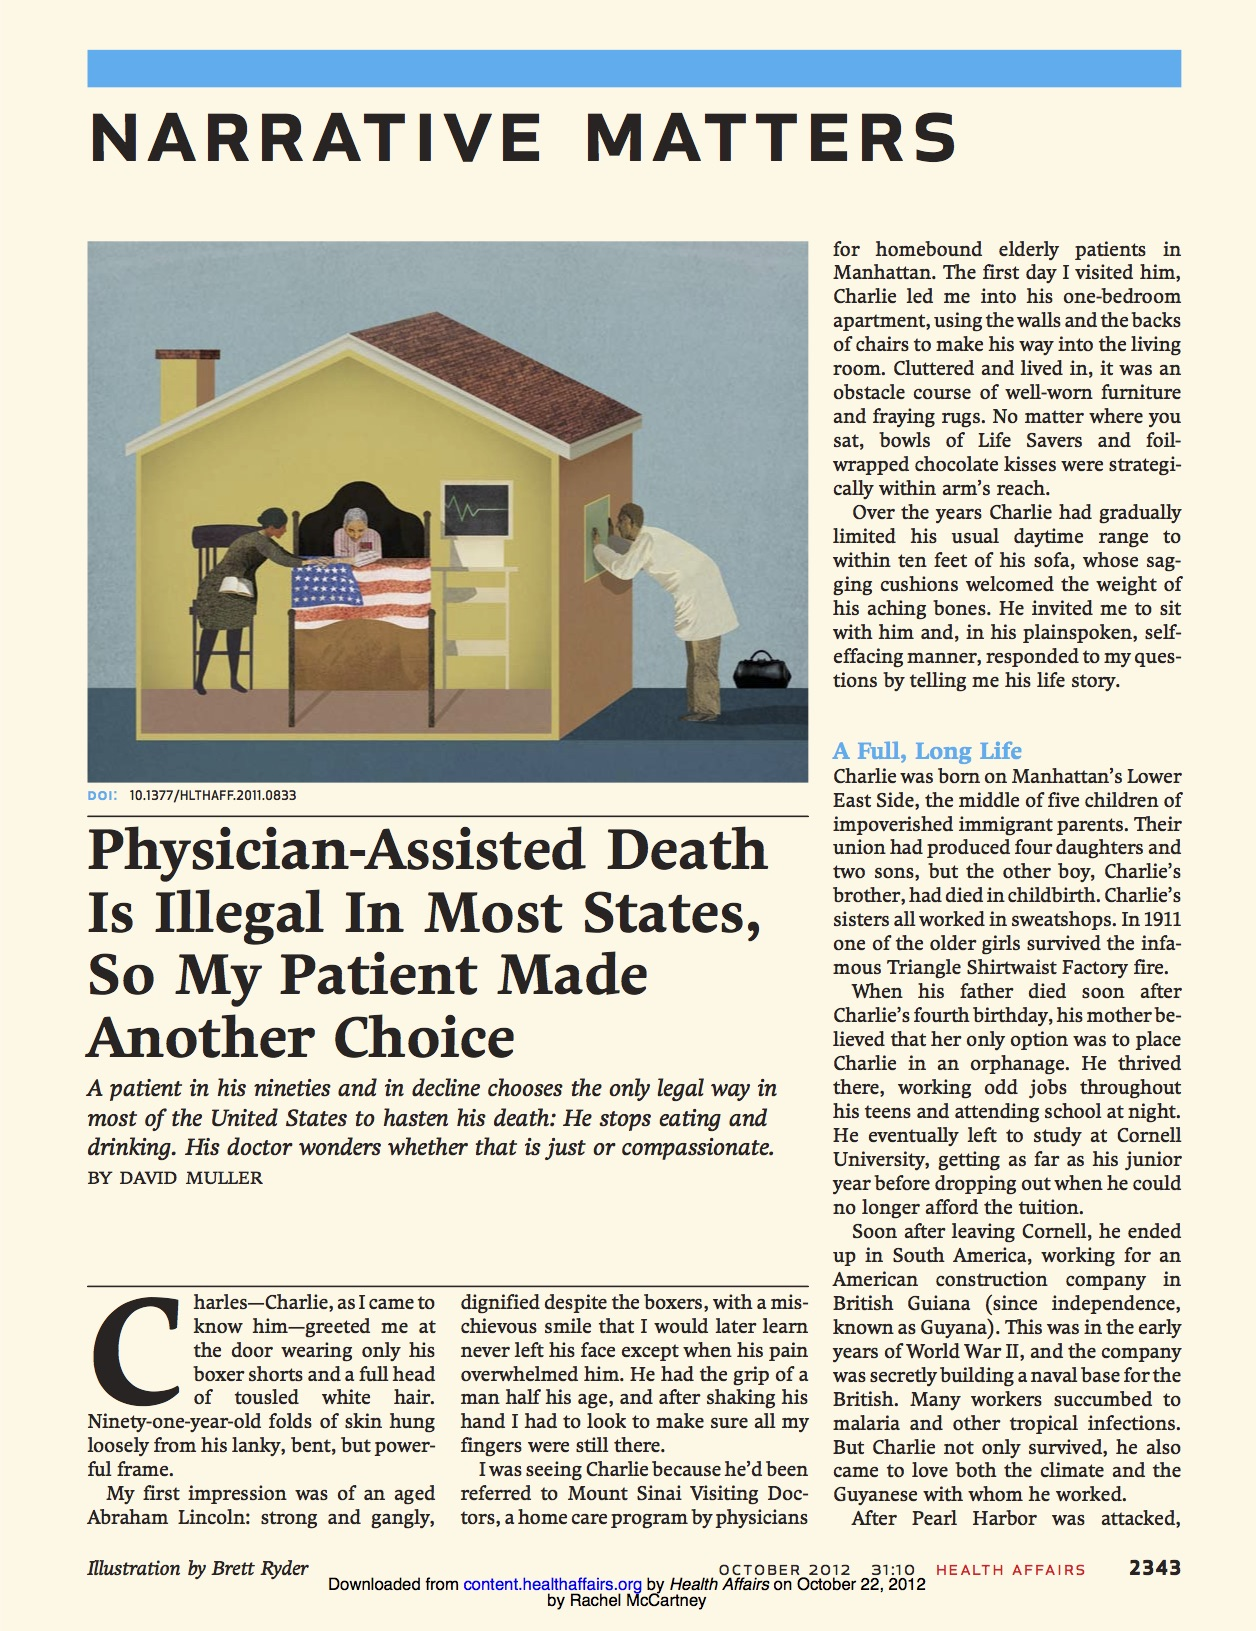 NARRATIVE MATTERS
DOI: 10.1377/HLTHAFF.2011.0833
Physician-Assisted Death
Is Illegal In Most States,
So My Patient Made
Another Choice
A patient in his nineties and in decline chooses the only legal way in
most of the United States to hasten his death: He stops eating and
drinking. His doctor wonders whether that is just or compassionate.
BY DAVID MULLER
Charles—Charlie, as I came to
know him—greeted me at
the door wearing only his
boxer shorts and a full head
of tousled white hair.
Ninety-one-year-old folds of skin hung
loosely from his lanky, bent, but power-
ful frame.
My first impression was of an aged
Abraham Lincoln: strong and gangly,
dignified despite the boxers, with a mis-
chievous smile that I would later learn
never left his face except when his pain
overwhelmed him. He had the grip of a
man half his age, and after shaking his
hand I had to look to make sure all my
fingers were still there.
I was seeing Charlie because he'd been
referred to Mount Sinai Visiting Doc-
tors, a home care program by physicians
for homebound elderly patients in
Manhattan. The first day I visited him,
Charlie led me into his one-bedroom
apartment, using the walls and the backs
of chairs to make his way into the living
room. Cluttered and lived in, it was an
obstacle course of well-worn furniture
and fraying rugs. No matter where you
sat, bowls of Life Savers and foil-
wrapped chocolate kisses were strategi-
cally within arm's reach.
Over the years Charlie had gradually
limited his usual daytime range to
within ten feet of his sofa, whose sag-
ging cushions welcomed the weight of
his aching bones. He invited me to sit
with him and, in his plainspoken, self-
effacing manner, responded to my ques-
tions by telling me his life story.
A Full, Long Life
Charlie was born on Manhattan's Lower
East Side, the middle of five children of
impoverished immigrant parents. Their
union had produced four daughters and
two sons, but the other boy, Charlie's
brother, had died in childbirth. Charlie's
sisters all worked in sweatshops. In 1911
one of the older girls survived the infa-
mous Triangle Shirtwaist Factory fire.
When his father died soon after
Charlie's fourth birthday, his mother be-
lieved that her only option was to place
Charlie in an orphanage. He thrived
there, working odd jobs throughout
his teens and attending school at night.
He eventually left to study at Cornell
University, getting as far as his junior
year before dropping out when he could
no longer afford the tuition.
Soon after leaving Cornell, he ended
up in South America, working for an
American construction company in
British Guiana (since independence,
known as Guyana). This was in the early
years of World War II, and the company
was secretly building a naval base for the
British. Many workers succumbed to
malaria and other tropical infections.
But Charlie not only survived, he also
came to love both the climate and the
Guyanese with whom he worked.
After Pearl Harbor was attacked,
Illustration by Brett Ryder
OCTOBER 2012 31:10 HEALTH AFFAIRS 2343
Downloaded from content.healthaffairs.org by Health Affairs on October 22, 2012
by Rachel McCartney